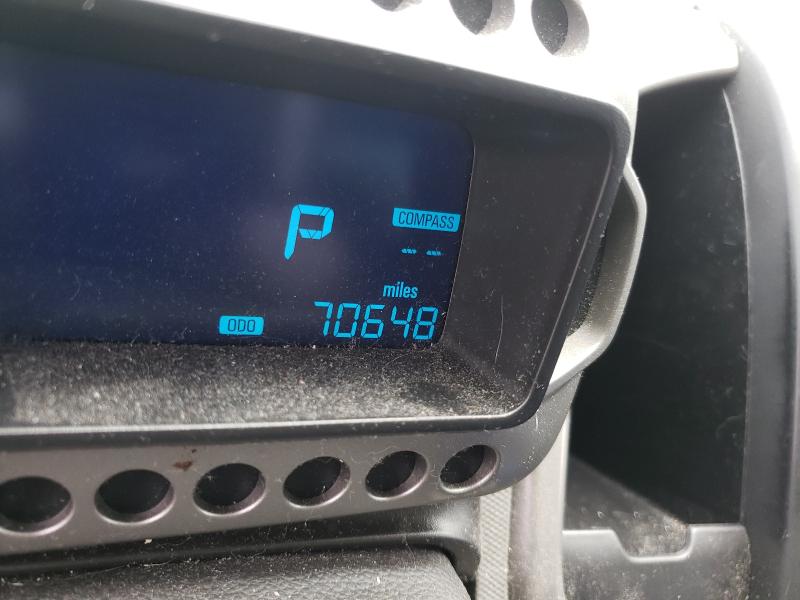 P
COMPASS
-- --
miles
ODO 70648